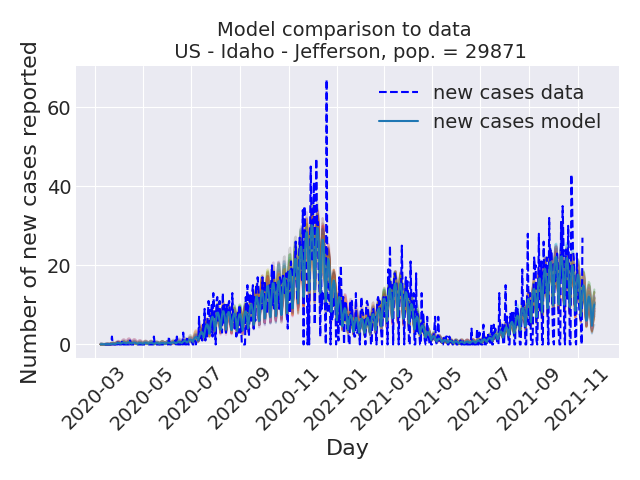 Model comparison to data
US - Idaho - Jefferson, pop. = 29871
Number of new cases reported
60
40
20
0
new cases data
new cases model
2020-03
2020-05
2020-07
2020-09
2020-11
2021-01
2021-03
2021-05
2021-07
2021-09
2021-11
Day